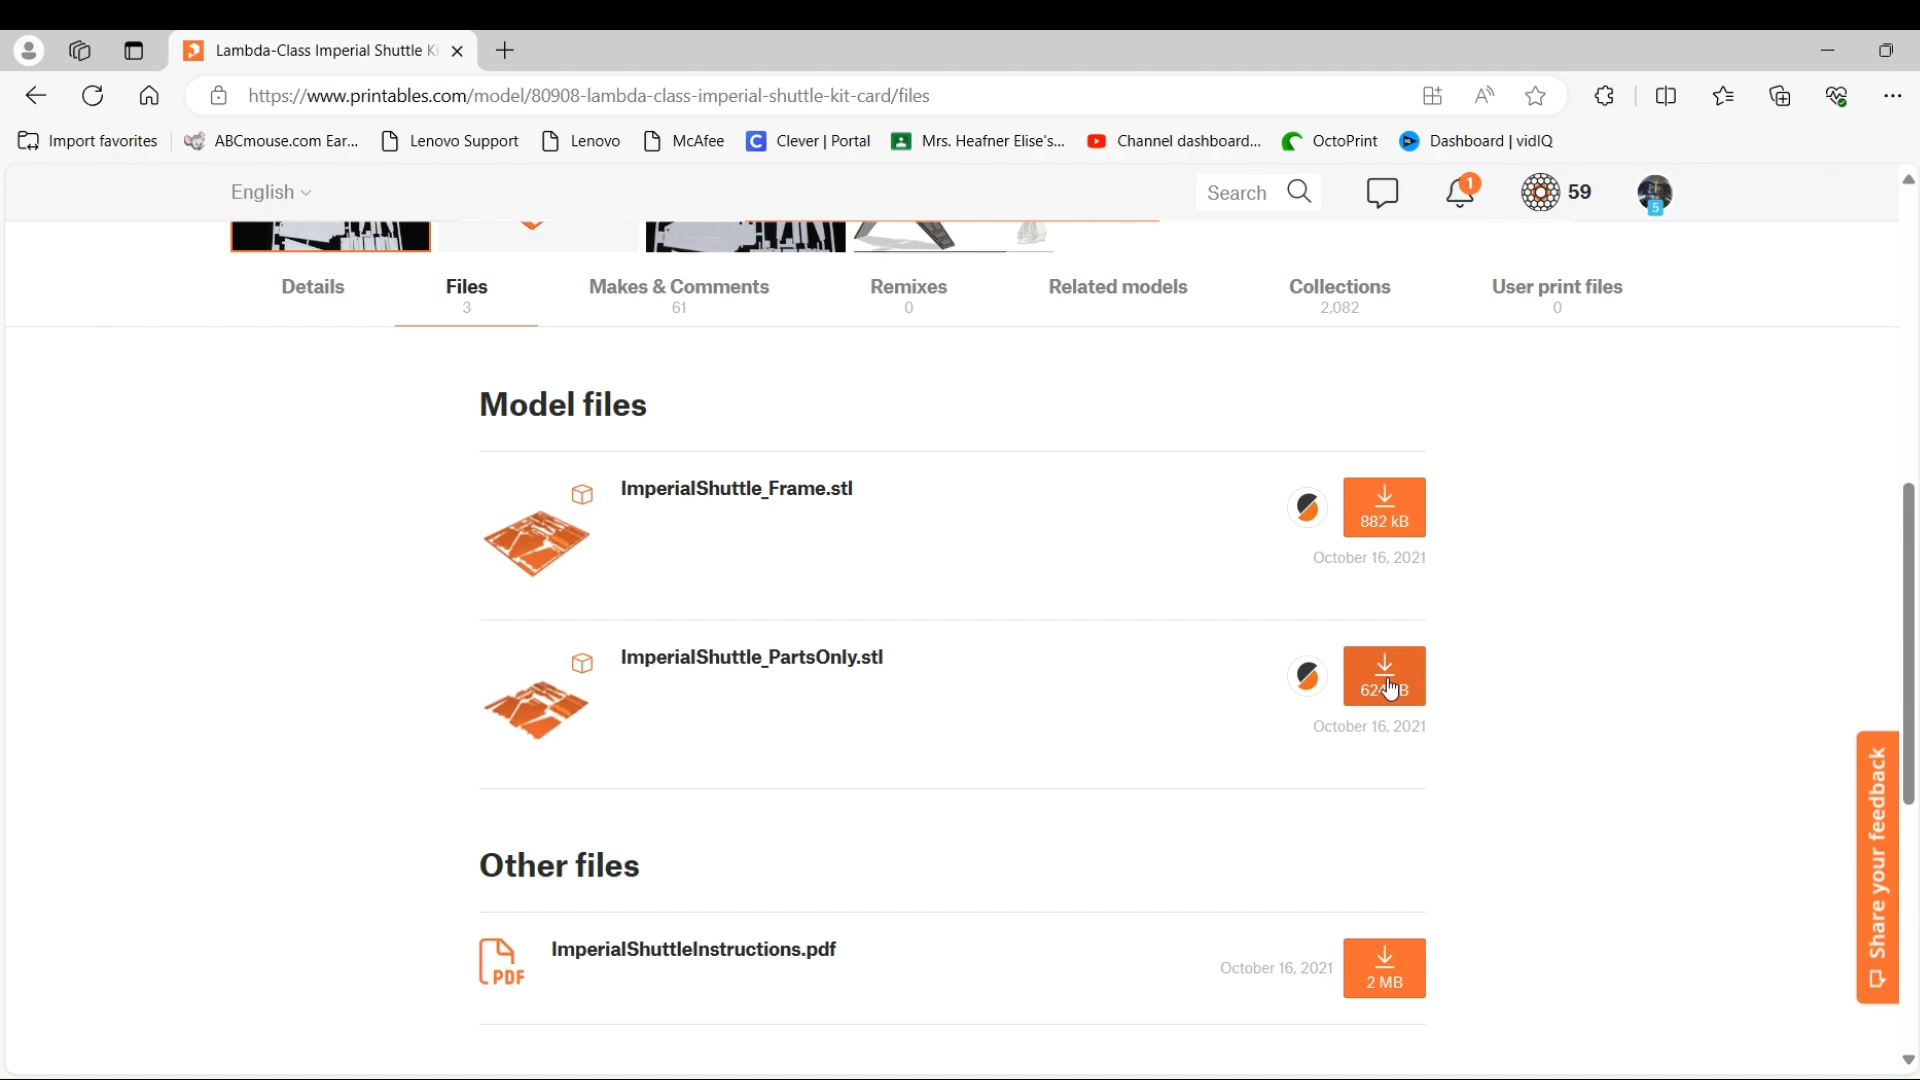 Lambda-Class Imperial Shuttle Ki
https://www.printables.com/model/80908-lambda-class-imperial-shuttle-kit-card/files
Import favorites ABCmouse.com Ear... Lenovo Support Lenovo McAfee Clever | Portal Mrs. Heafner Elise's... Channel dashboard... OctoPrint Dashboard | vidIQ
English Search 1 59 5
Details Files Makes & Comments Remixes Related models Collections User print files
3 61 0 2,082 0
Model files
ImperialShuttle_Frame.stl
882 kB
October 16, 2021
ImperialShuttle_PartsOnly.stl
October 16, 2021
Other files
PDF
ImperialShuttleInstructions.pdf
October 16, 2021
2 MB
Share your feedback